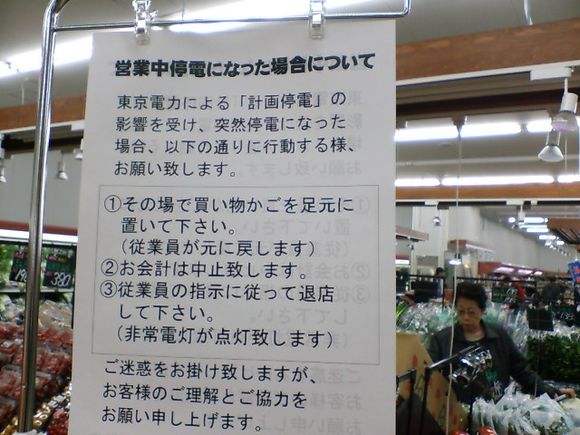 営業中停電になった場合について
東京電力による「計画停電」の
影響を受け、突然停電になった
場合、以下の通りに行動する様、
お願い致します。
①その場で買い物かごを足元に
置いて下さい。
(従業員が元に戻します)
②お会計は中止致します。
③従業員の指示に従って退店
して下さい。
(非常電灯が点灯致します)
ご迷惑をお掛け致しますが、
お客様のご理解とご協力を
お願い申し上げます。